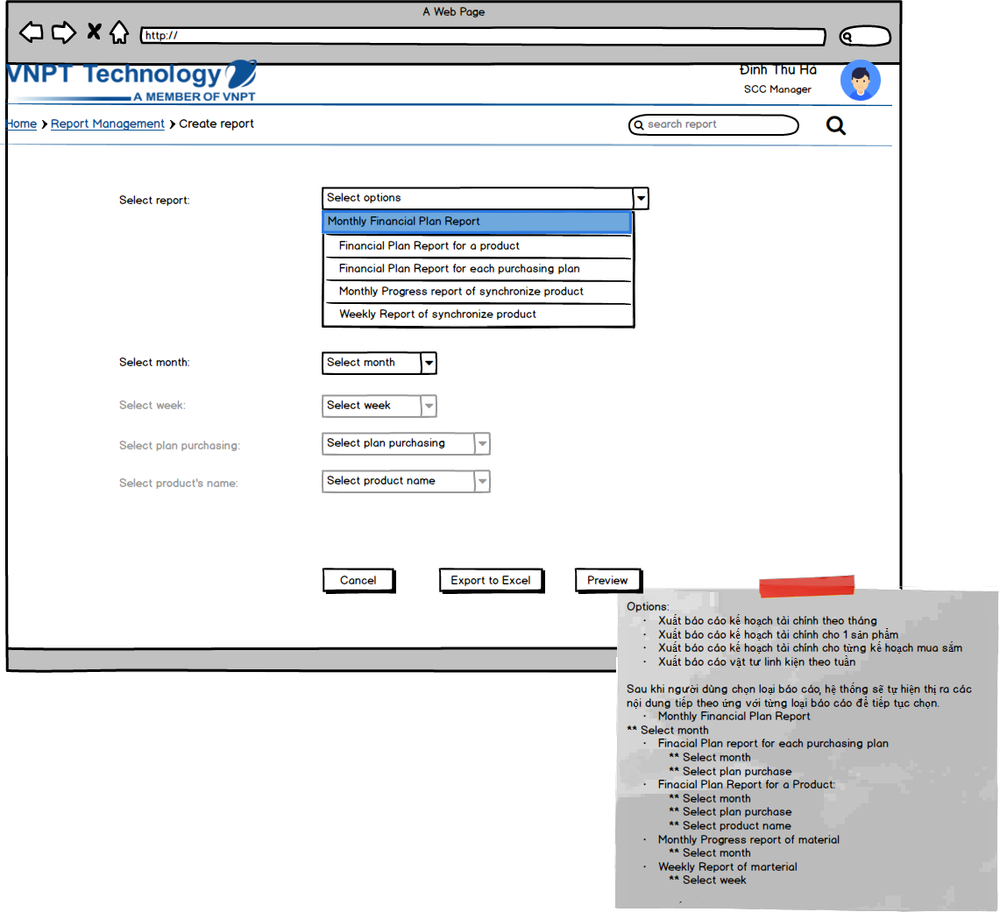 A Web Page
http://
VNPT Technology
A MEMBER OF VNPT
Đinh Thu Hà
SCC Manager
Home > Report Management > Create report
search report
Select report:
Select options
Monthly Financial Plan Report
Financial Plan Report for a product
Financial Plan Report for each purchasing plan
Monthly Progress report of synchronize product
Weekly Report of synchronize product
Select month:
Select month
Select week:
Select week
Select plan purchasing:
Select plan purchasing
Select product's name:
Select product name
Cancel
Export to Excel
Preview
Options:
· Xuất báo cáo kế hoạch tài chính theo tháng
· Xuất báo cáo kế hoạch tài chính cho 1 sản phẩm
· Xuất báo cáo kế hoạch tài chính cho từng kế hoạch mua sắm
· Xuất báo cáo vật tư linh kiện theo tuần
Sau khi người dùng chọn loại báo cáo, hệ thống sẽ tự hiện thị ra các
nội dung tiếp theo ứng với từng loại báo cáo để tiếp tục chọn.
· Monthly Financial Plan Report
** Select month
· Finacial Plan report for each purchasing plan
** Select month
** Select plan purchase
· Finacial Plan Report for a Product:
** Select month
** Select plan purchase
** Select product name
· Monthly Progress report of material
** Select month
· Weekly Report of marterial
** Select week